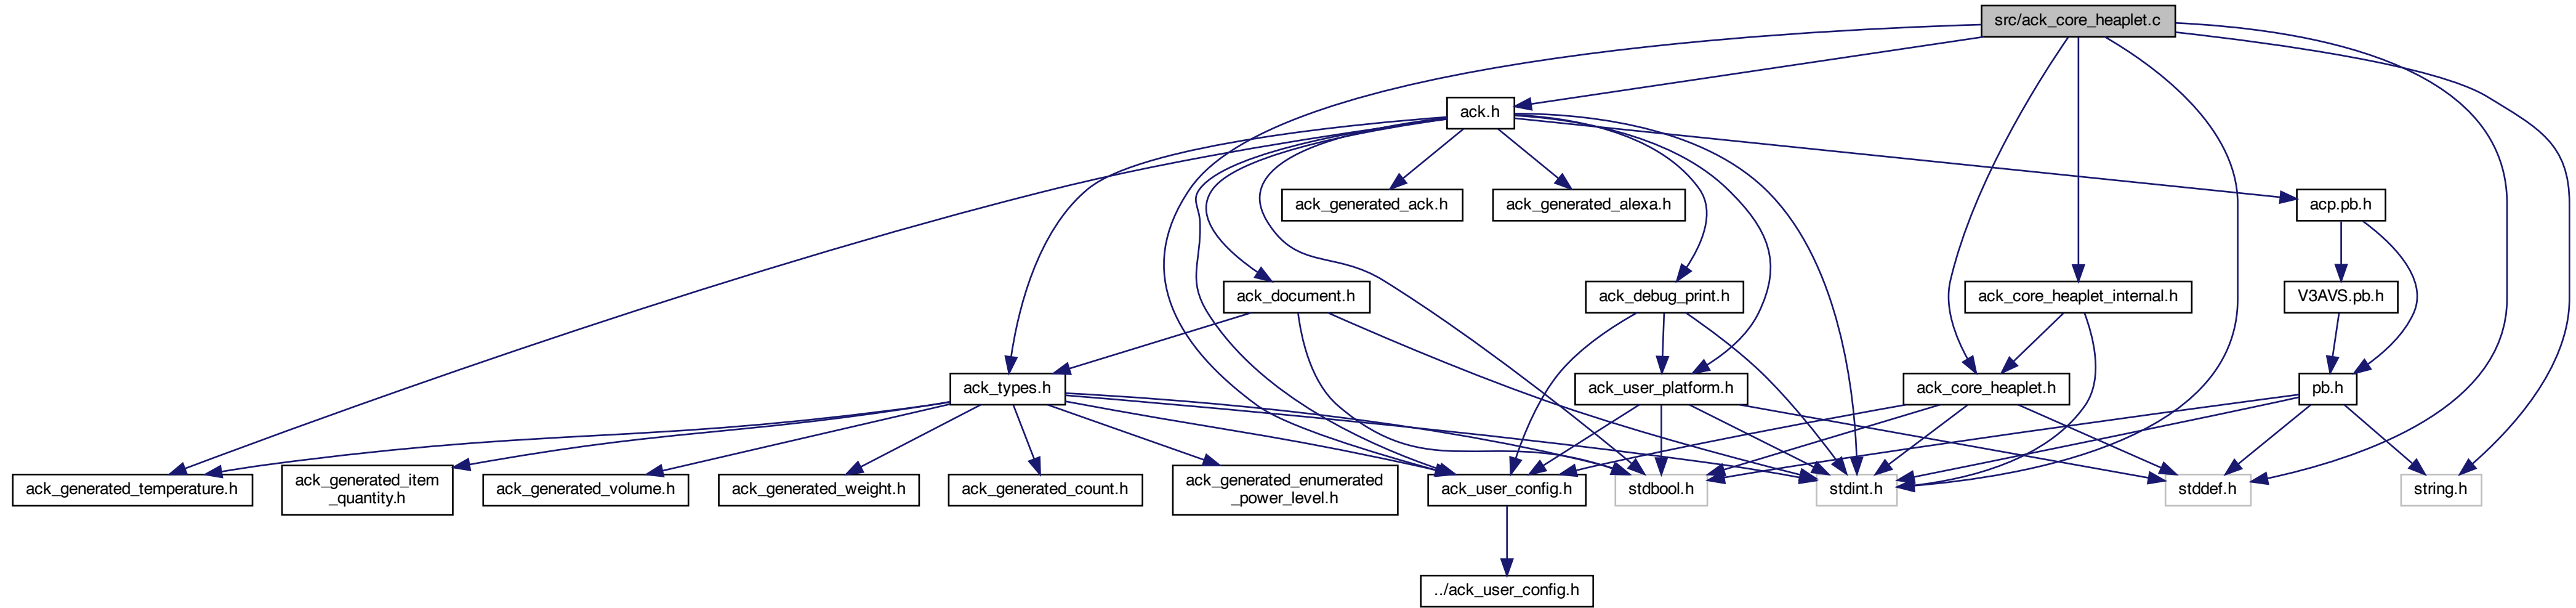 src/ack_core_heaplet.c
ack.h
ack_generated_ack.h
ack_generated_alexa.h
acp.pb.h
ack_document.h
ack_debug_print.h
ack_core_heaplet_internal.h
V3AVS.pb.h
ack_types.h
ack_user_platform.h
ack_core_heaplet.h
pb.h
ack_generated_temperature.h
ack_generated_item
_quantity.h
ack_generated_volume.h
ack_generated_weight.h
ack_generated_count.h
ack_generated_enumerated
_power_level.h
ack_user_config.h
stdbool.h
stdint.h
stddef.h
string.h
../ack_user_config.h